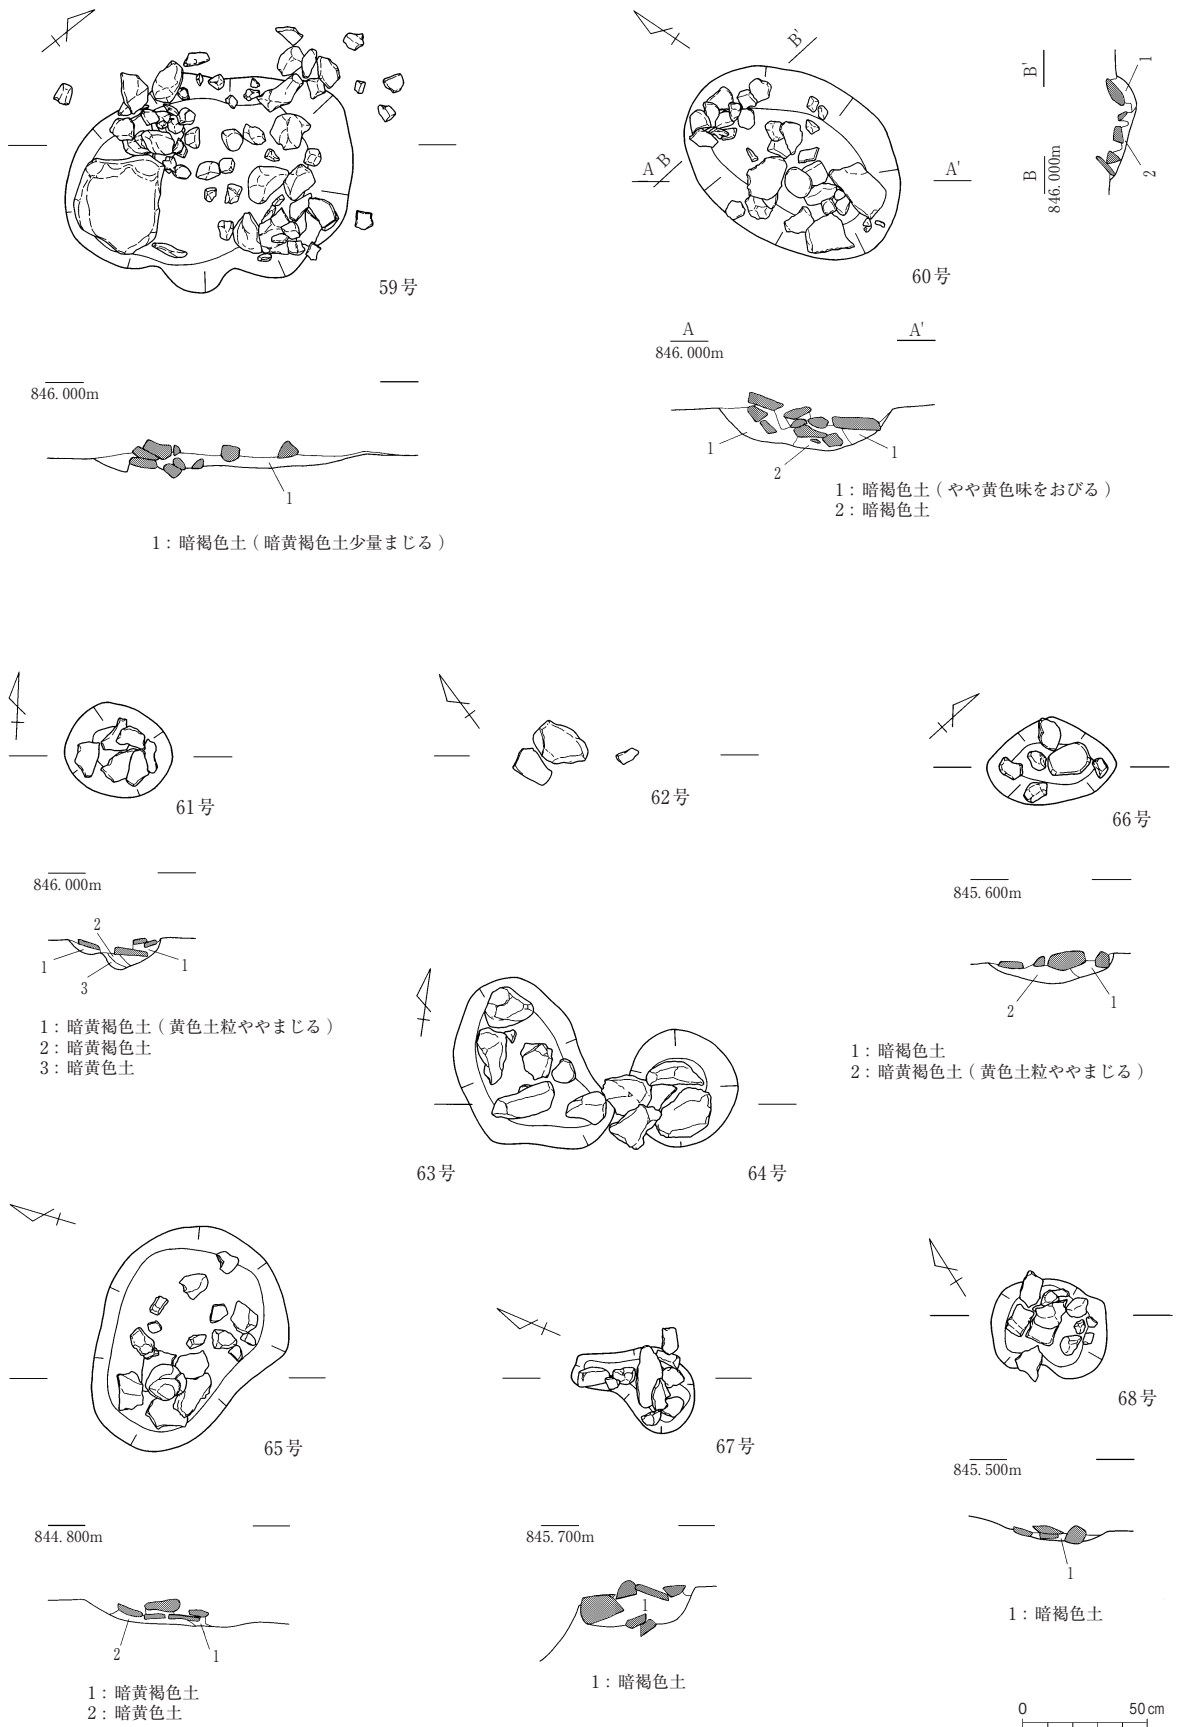 59号
846.000m
1
1：暗褐色土（暗黄褐色土少量まじる）
B'
A
B
A'
60号
B'
B
846.000m
1
2
A
846.000m
A'
1
2
1
1：暗褐色土（やや黄色味をおびる）
2：暗褐色土
61号
846.000m
2
1
3
1
1：暗黄褐色土（黄色土粒ややまじる）
2：暗黄褐色土
3：暗黄色土
62号
66号
845.600m
2
1
1：暗褐色土
2：暗黄褐色土（黄色土粒ややまじる）
63号
64号
65号
844.800m
2
1
1：暗黄褐色土
2：暗黄色土
67号
845.700m
1
1：暗褐色土
68号
845.500m
1
1：暗褐色土
0 50cm